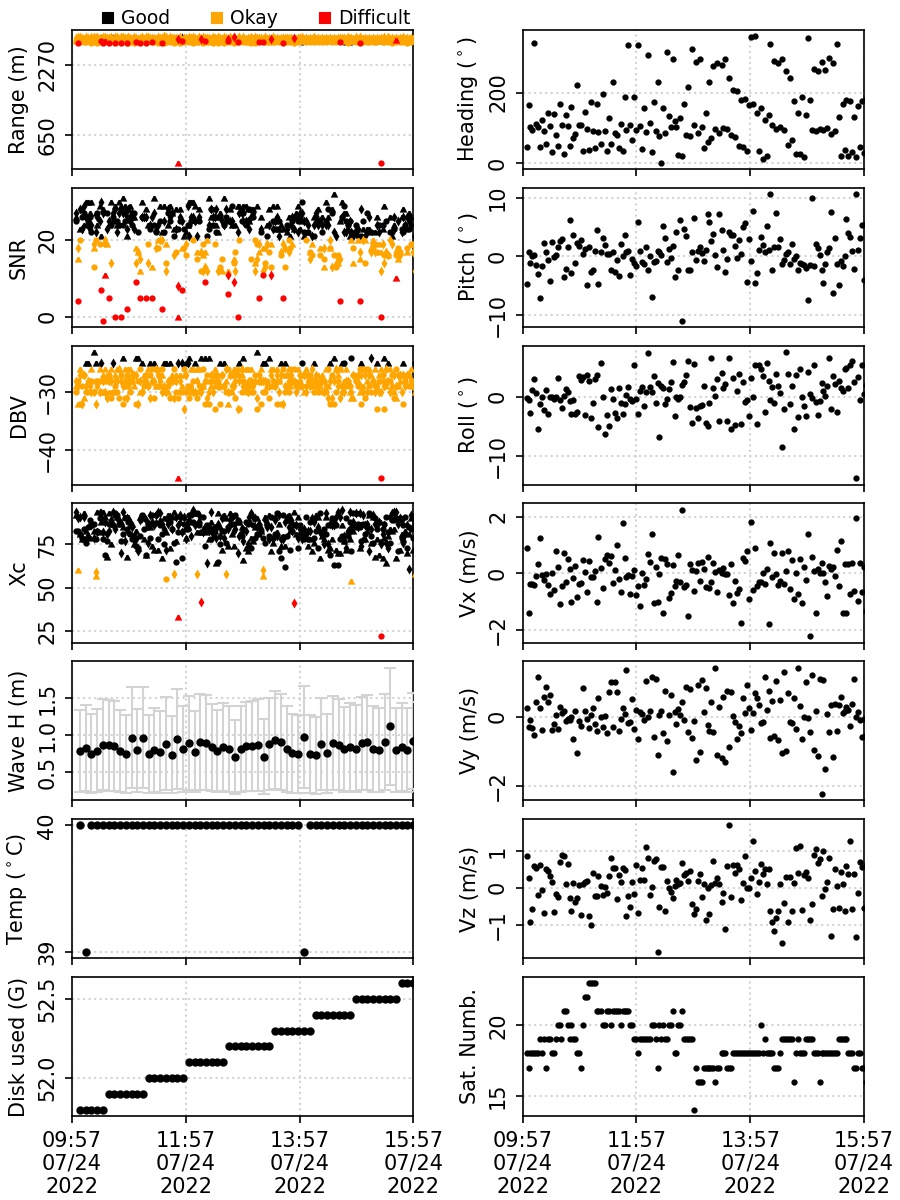 Good Okay Difficult
Range (m)
2270
650
Heading (°)
200
0
SNR
20
0
Pitch (°)
10
0
−10
DBV
−30
−40
Roll (°)
0
−10
Xc
75
50
25
Vx (m/s)
2
0
−2
Wave H (m)
1.5
1.0
0.5
Vy (m/s)
0
−2
Temp (°C)
40
39
Vz (m/s)
1
0
−1
Disk used (G)
52.5
52.0
Sat. Numb.
20
15
09:57 11:57 13:57 15:57 09:57 11:57 13:57 15:57
07/24 07/24 07/24 07/24 07/24 07/24 07/24 07/24
2022 2022 2022 2022 2022 2022 2022 2022